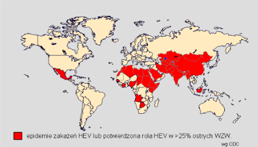 epidemie zakażeń HEV lub potwierdzona rola HEV w >25% ostrych WZW.
wg CDC